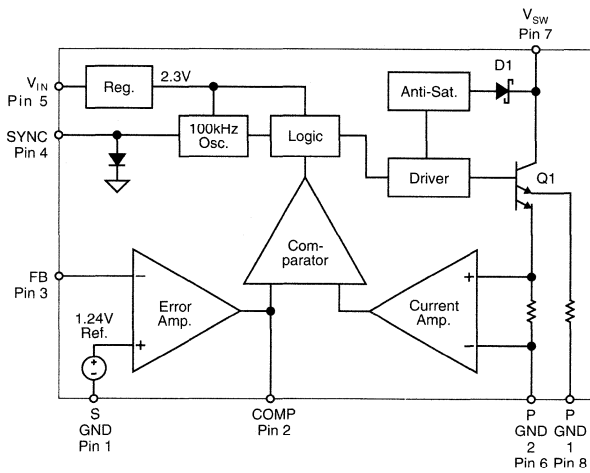 VSW
Pin 7
D1
VIN
Pin 5
Reg.
2.3V
Anti-Sat.
SYNC
Pin 4
100kHz
Osc.
Logic
Driver
Q1
Com-
parator
FB
Pin 3
−
Error
Amp.
+
1.24V
Ref.
+
−
+
Current
Amp.
−
S
GND
Pin 1
COMP
Pin 2
P
GND
2
Pin 6
P
GND
1
Pin 8